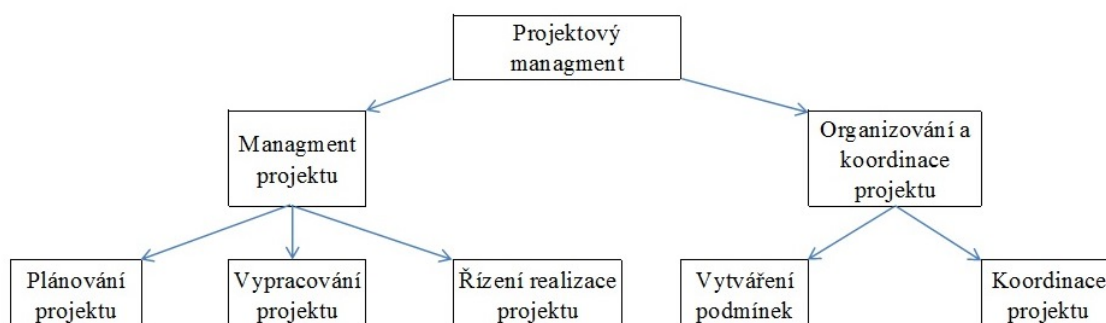 Projektový
managment
Managment
projektu
Organizování a
koordinace
projektu
Plánování
projektu
Vypracování
projektu
Řízení realizace
projektu
Vytváření
podmínek
Koordinace
projektu